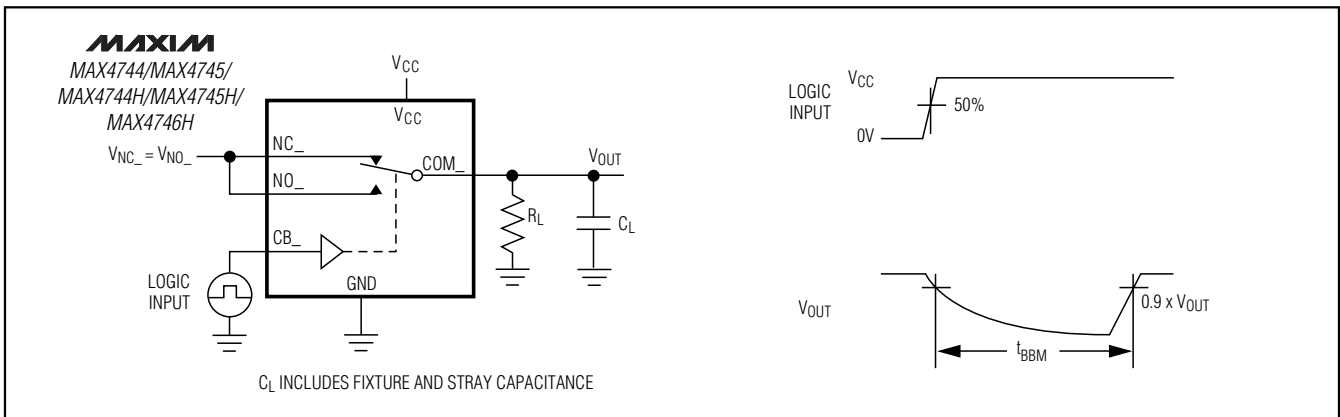 MAXIM
MAX4744/MAX4745/
MAX4744H/MAX4745H/
MAX4746H
VCC
VCC
VNC_ = VNO_
NC_
NO_
COM_
VOUT
RL
CL
CB_
LOGIC
INPUT
GND
CL INCLUDES FIXTURE AND STRAY CAPACITANCE
LOGIC
INPUT
VCC
50%
0V
VOUT
0.9 x VOUT
tBBM